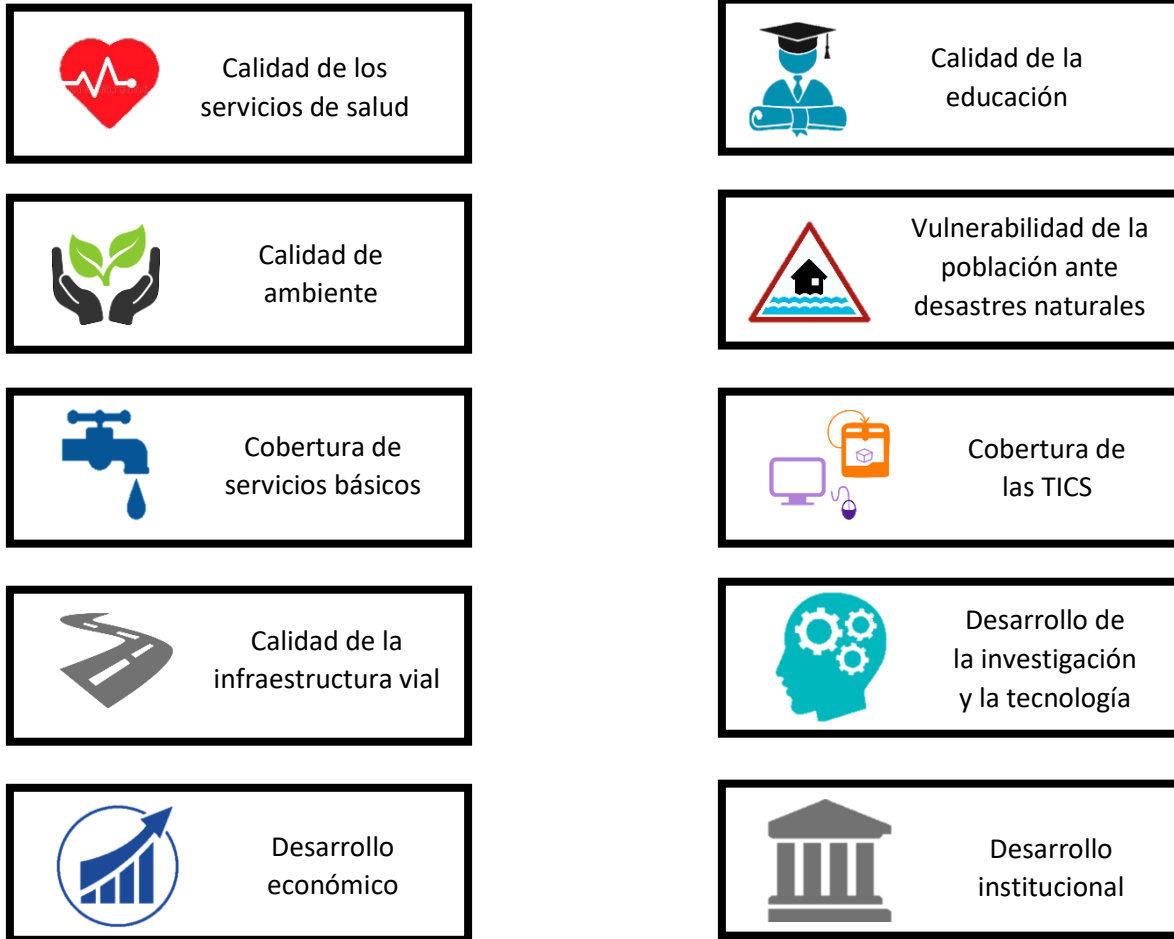 Calidad de los
servicios de salud
Calidad de la
educación
Calidad de
ambiente
Vulnerabilidad de la
población ante
desastres naturales
Cobertura de
servicios básicos
Cobertura de
las TICS
Calidad de la
infraestructura vial
Desarrollo de
la investigación
y la tecnología
Desarrollo
económico
Desarrollo
institucional